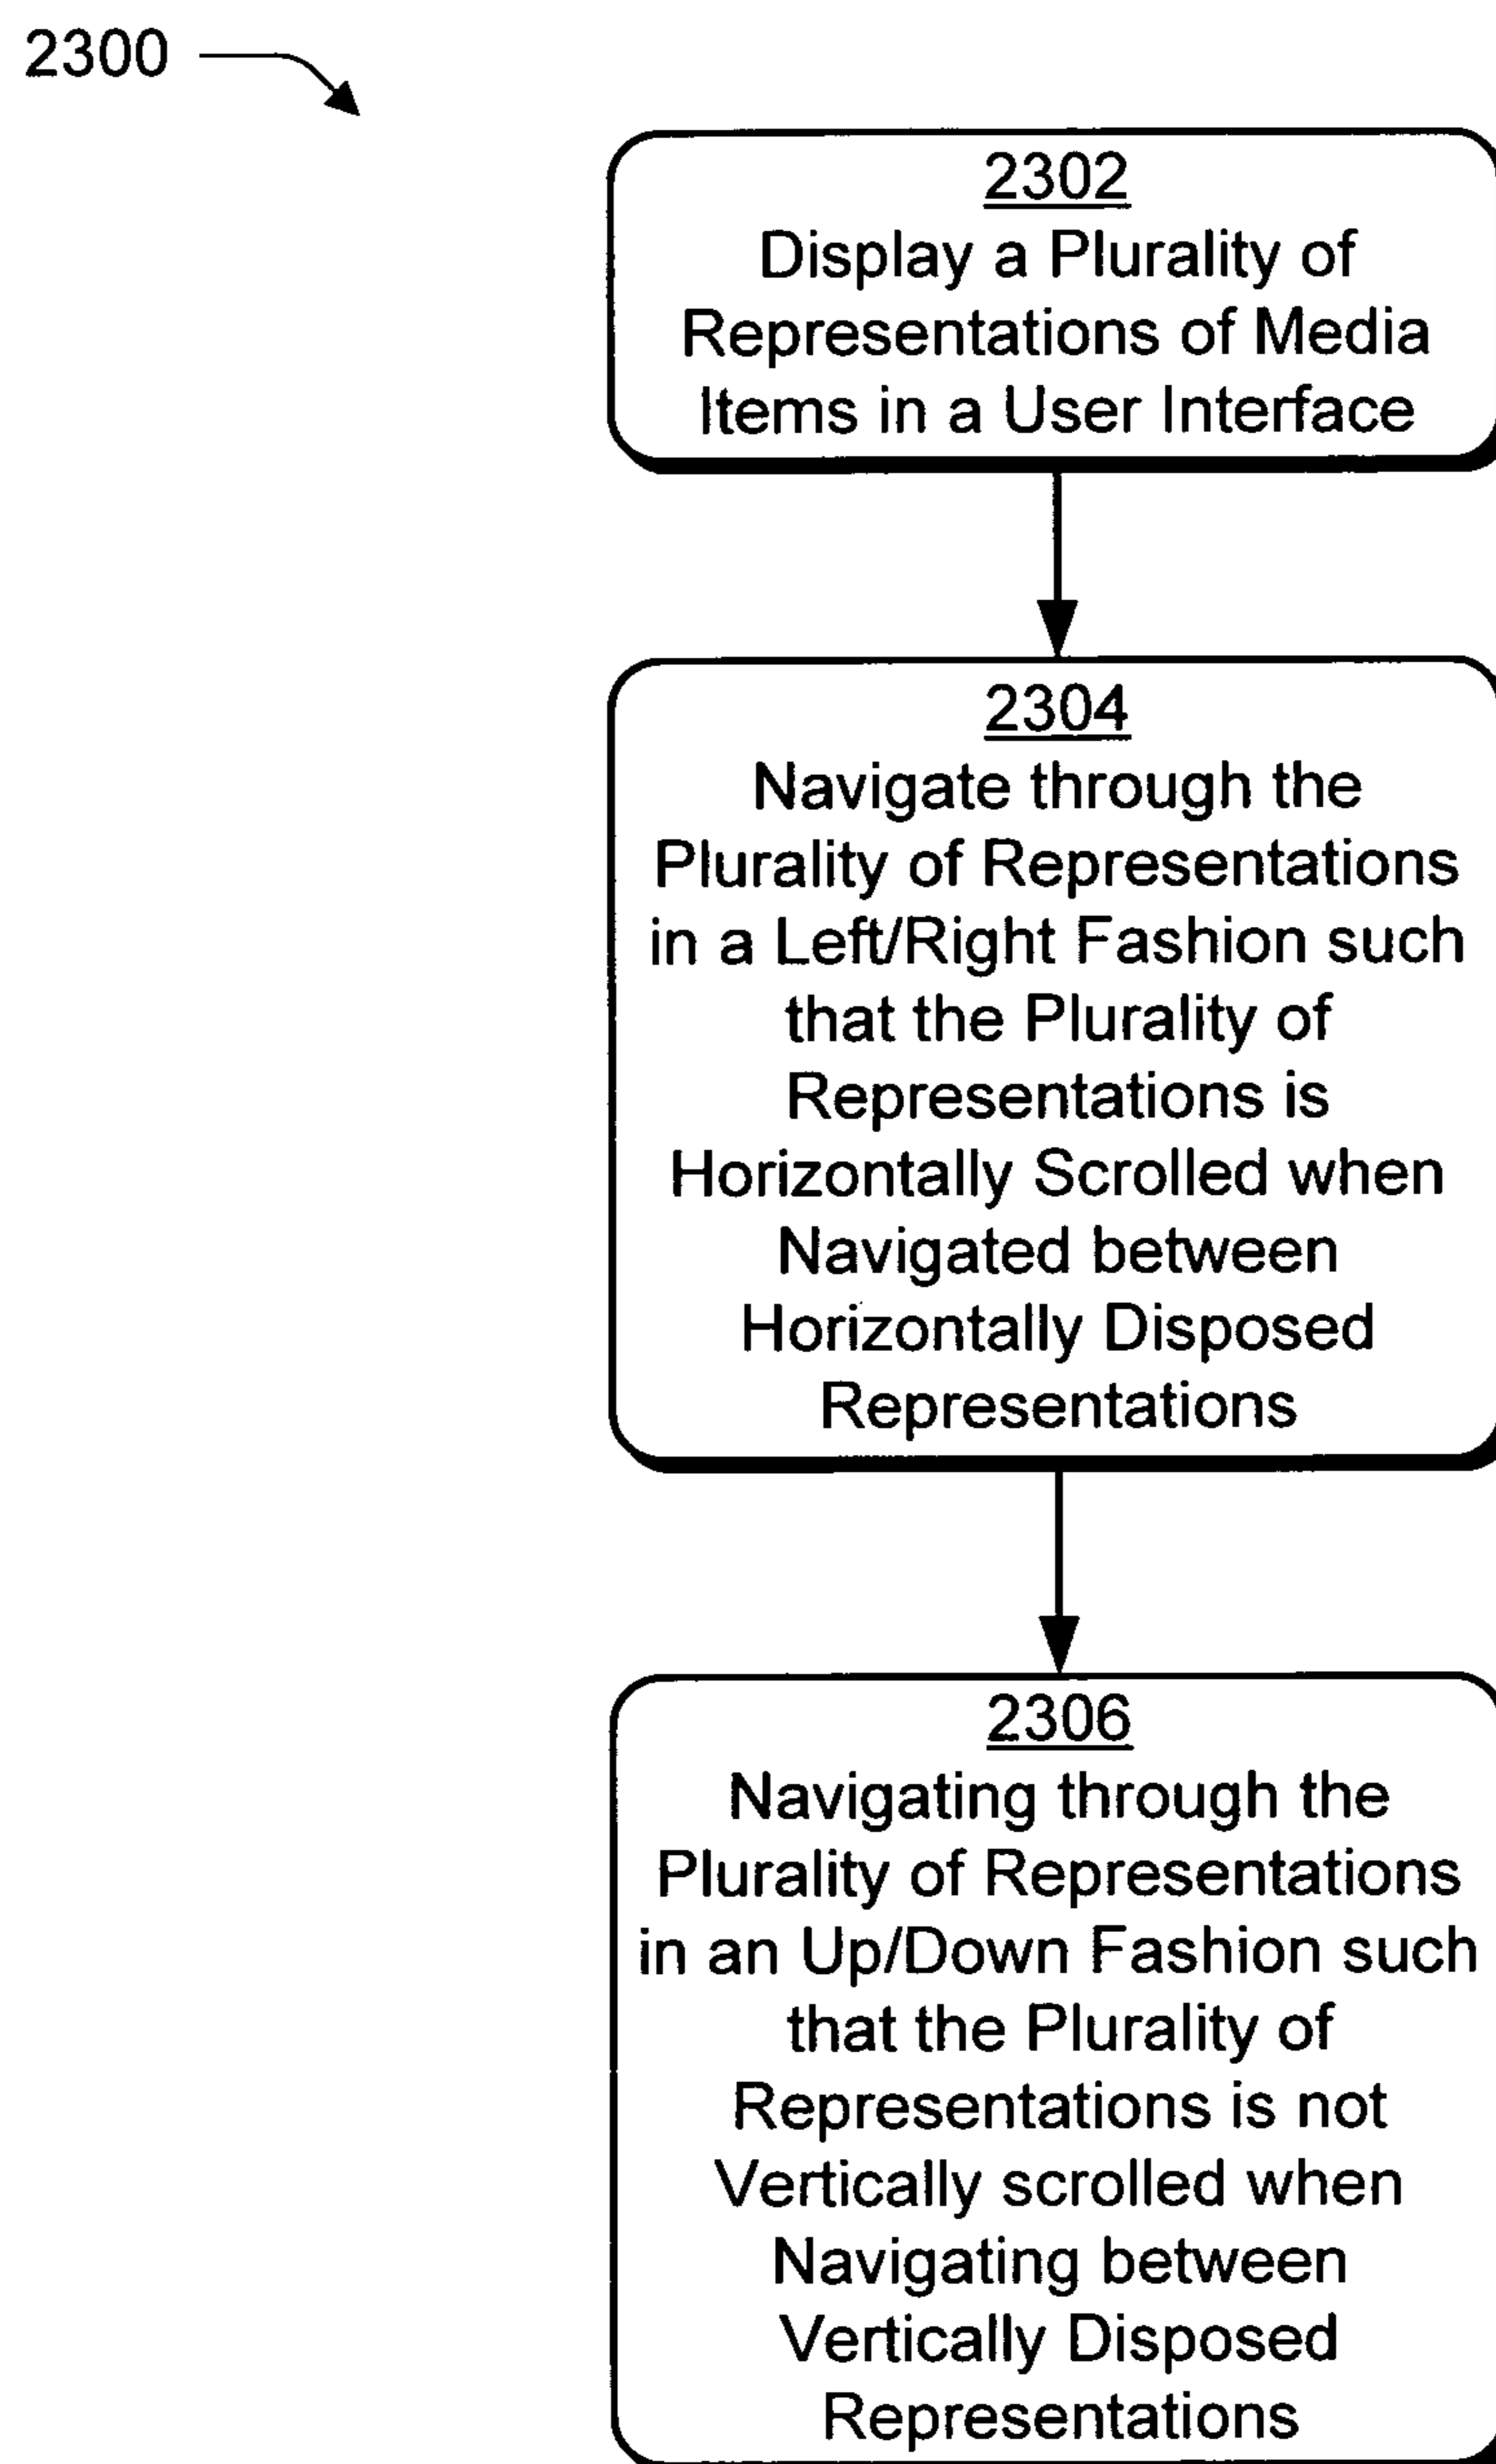 2300
2302
Display a Plurality of
Representations of Media
Items in a User Interface
2304
Navigate through the
Plurality of Representations
in a Left/Right Fashion such
that the Plurality of
Representations is
Horizontally Scrolled when
Navigated between
Horizontally Disposed
Representations
2306
Navigating through the
Plurality of Representations
in an Up/Down Fashion such
that the Plurality of
Representations is not
Vertically scrolled when
Navigating between
Vertically Disposed
Representations